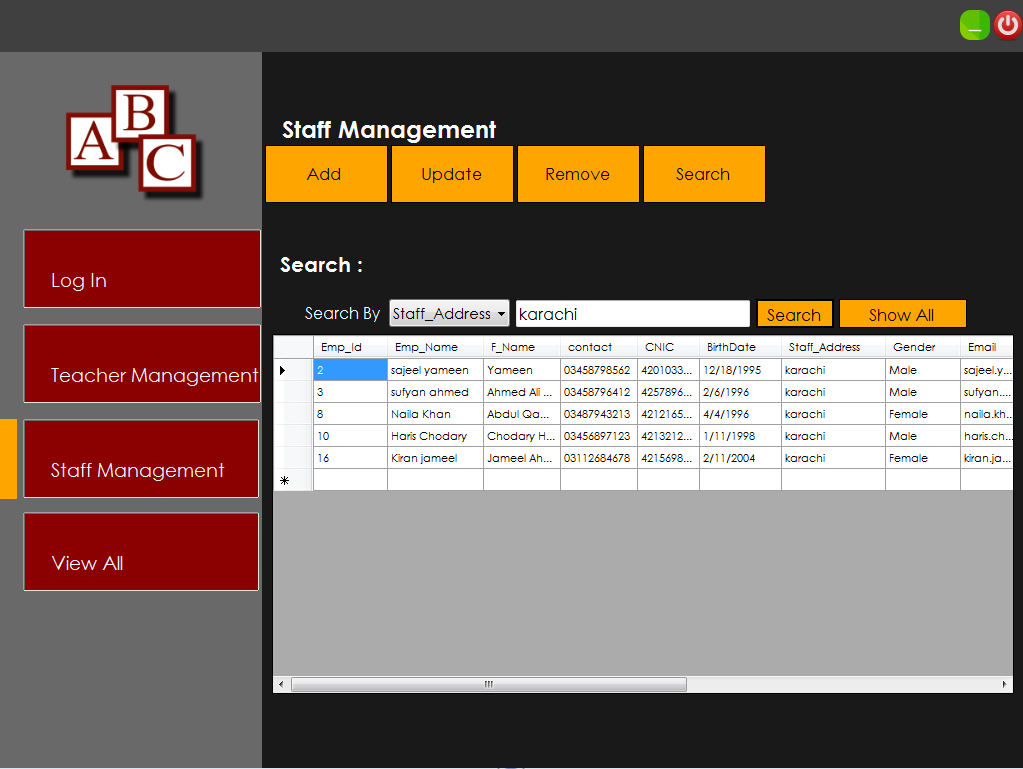 A B C
Log In
Teacher Management
Staff Management
View All
Staff Management
Add Update Remove Search
Search :
Search By Staff_Address karachi Search Show All
Emp_Id Emp_Name F_Name contact CNIC BirthDate Staff_Address Gender Email
2 sajeel yameen Yameen 03458798562 4201033... 12/18/1995 karachi Male sajeel.y...
3 sufyan ahmed Ahmed Ali ... 03458796412 4257896... 2/6/1996 karachi Male sufyan....
8 Naila Khan Abdul Qa... 03487943213 4212165... 4/4/1996 karachi Female naila.kh...
10 Haris Chodary Chodary H... 03456897123 4213212... 1/11/1998 karachi Male haris.ch...
16 Kiran jameel Jameel Ah... 03112684678 4215698... 2/11/2004 karachi Female kiran.ja...